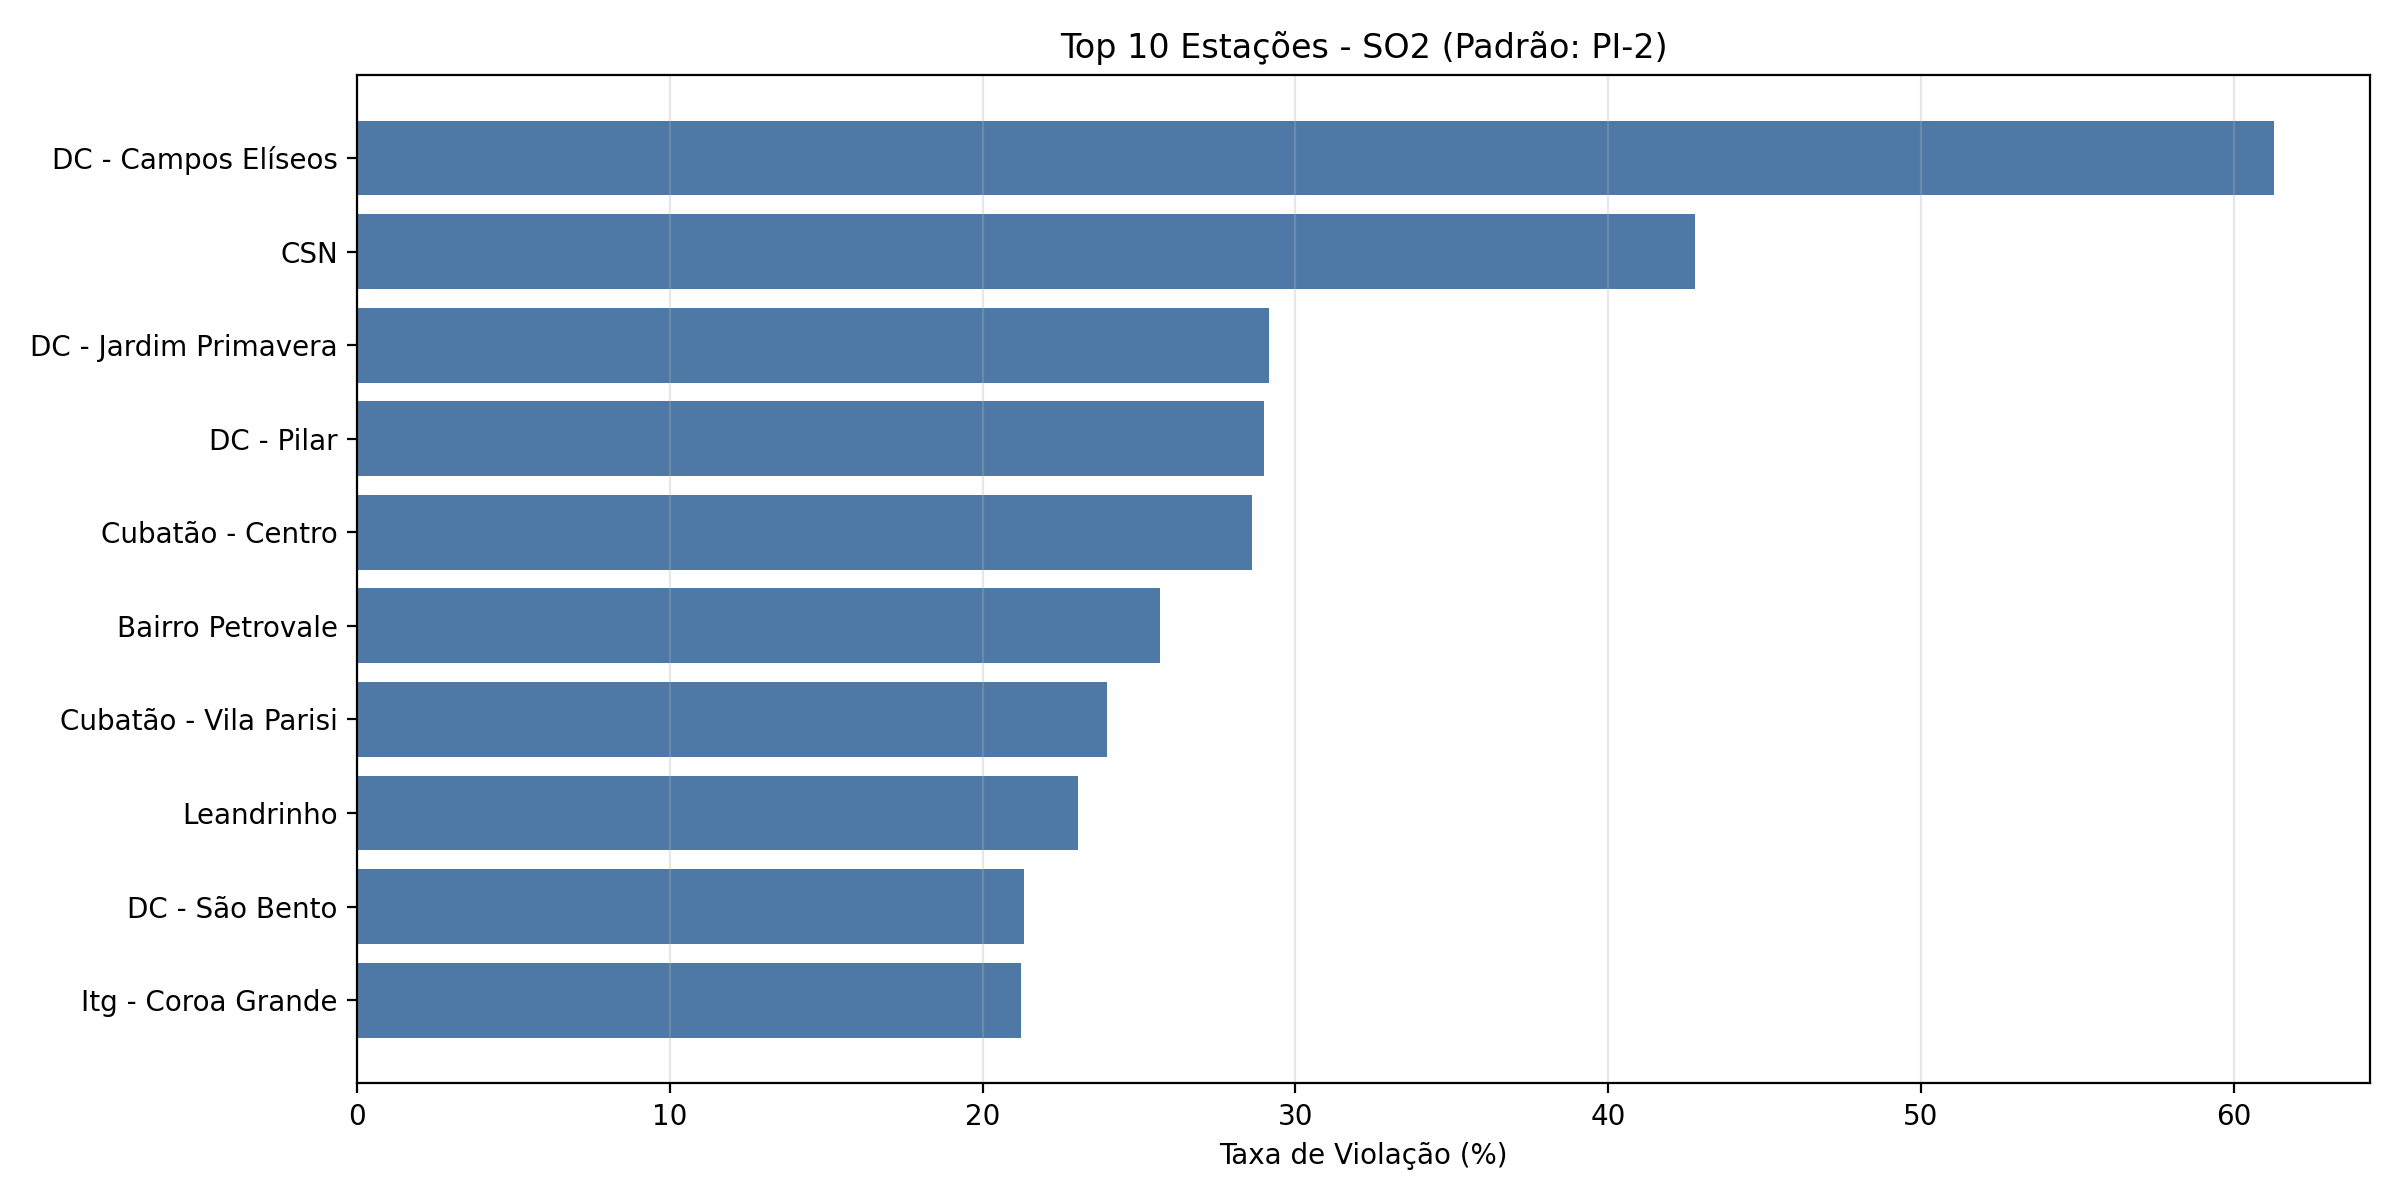 Top 10 Estações - SO2 (Padrão: PI-2)
DC - Campos Elíseos
CSN
DC - Jardim Primavera
DC - Pilar
Cubatão - Centro
Bairro Petrovale
Cubatão - Vila Parisi
Leandrinho
DC - São Bento
Itg - Coroa Grande
0 10 20 30 40 50 60
Taxa de Violação (%)